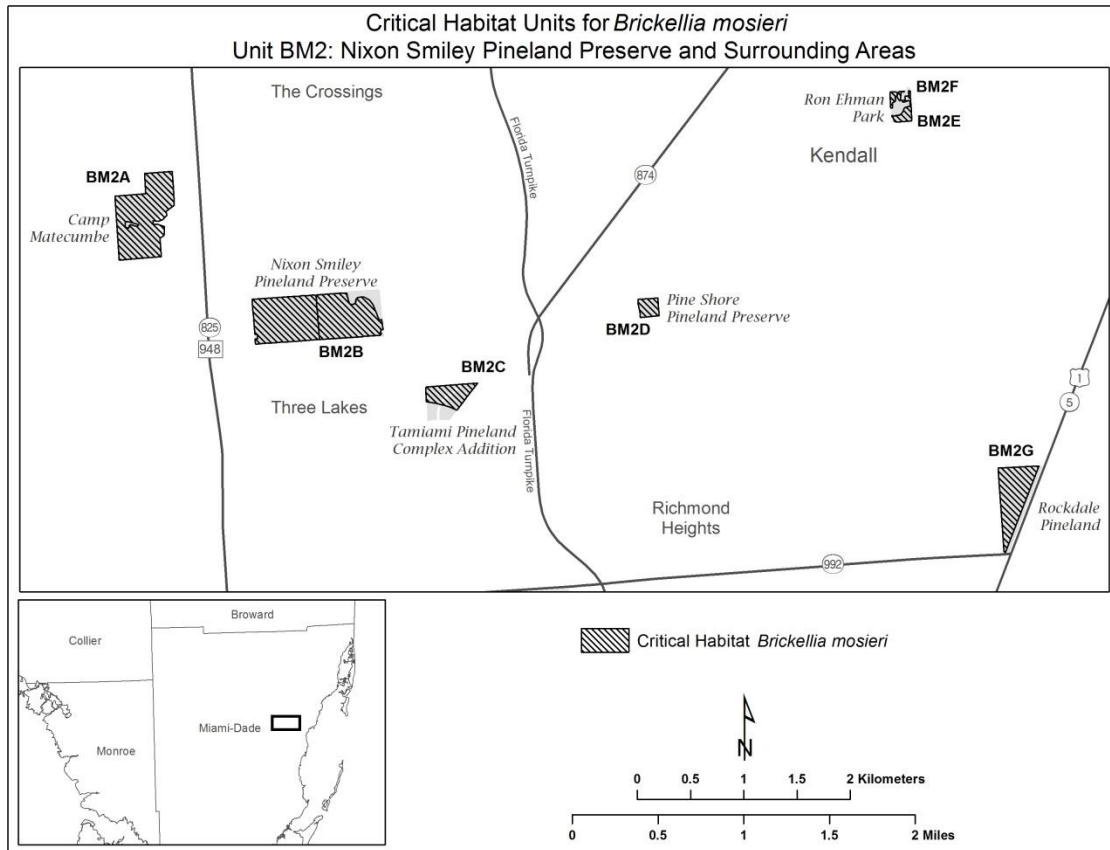 Critical Habitat Units for Brickellia mosieri
Unit BM2: Nixon Smiley Pineland Preserve and Surrounding Areas
The Crossings
Florida Turnpike
Ron Ehman
Park
BM2F
BM2E
Kendall
874
BM2A
Camp
Matecumbe
Nixon Smiley
Pineland Preserve
BM2B
825
948
Pine Shore
Pineland Preserve
BM2D
BM2C
Three Lakes
Tamiami Pineland
Complex Addition
Florida Turnpike
1
5
BM2G
Rockdale
Pineland
Richmond
Heights
992
Broward
Collier
Miami-Dade
Monroe
Critical Habitat Brickellia mosieri
N
0 0.5 1 1.5 2 Kilometers
0 0.5 1 1.5 2 Miles